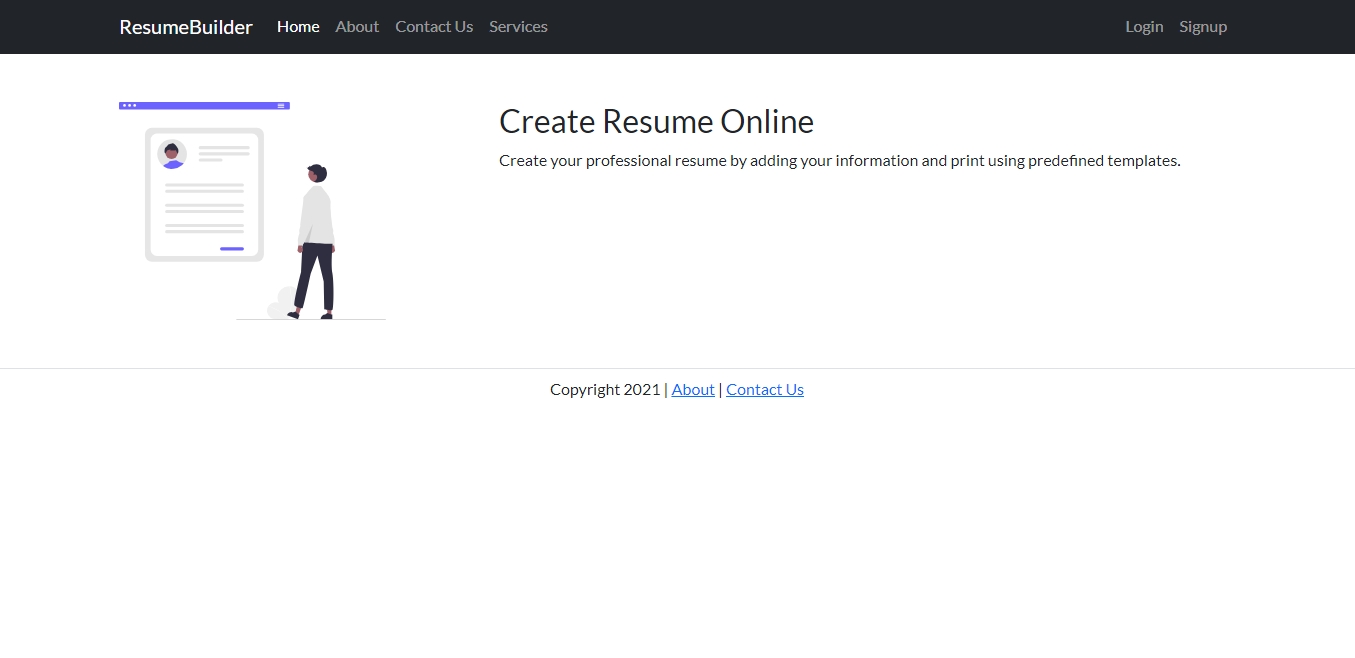 ResumeBuilder Home About Contact Us Services Login Signup
Create Resume Online
Create your professional resume by adding your information and print using predefined templates.
Copyright 2021 | About | Contact Us